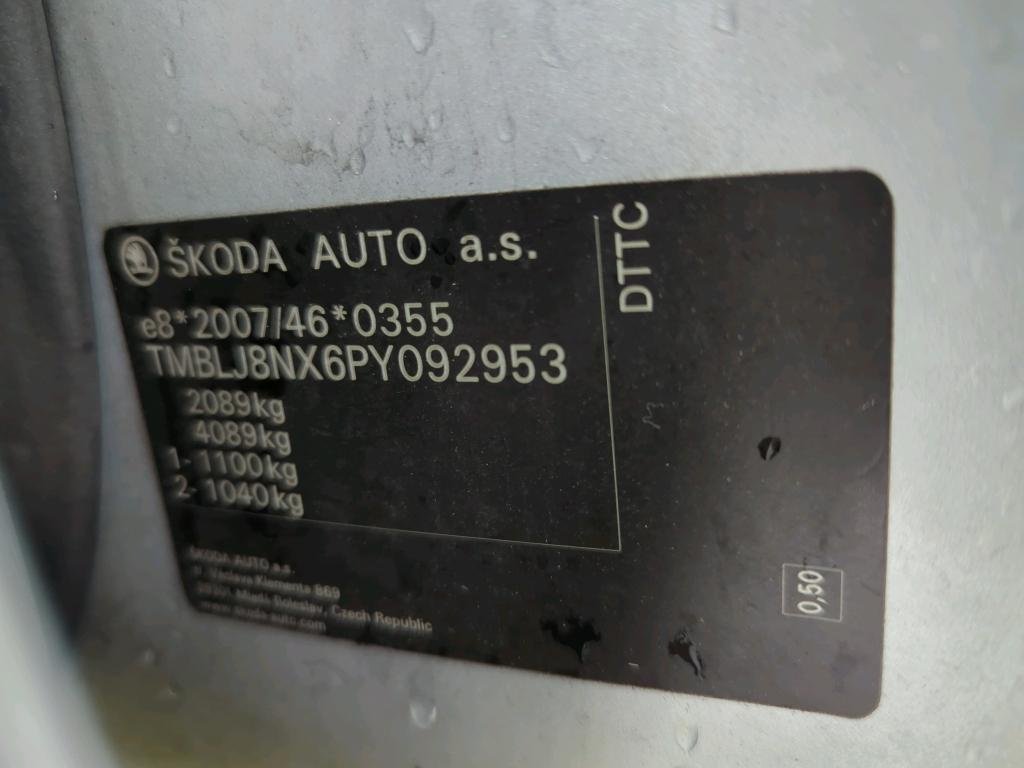 ŠKODA AUTO a.s.
e8*2007/46*0355
TMBLJ8NX6PY092953
2089kg
4089kg
1- 1100kg
2- 1040kg
DTTC
0,50
ŠKODA AUTO a.s.
Václava Klementa 869
Mladá Boleslav, Czech Republic
www.skoda-auto.com